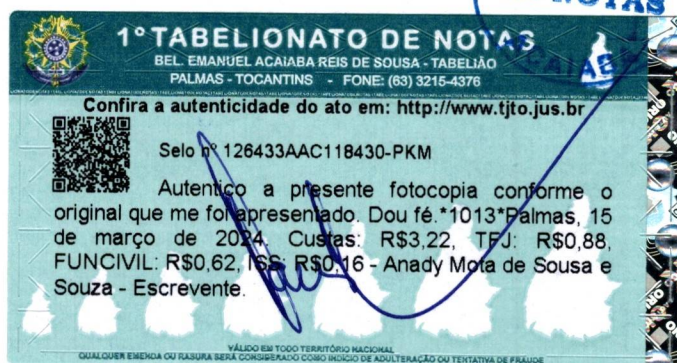 NOTAS
1º TABELIONATO DE NOTAS
BEL. EMANUEL ACAIABA REIS DE SOUSA - TABELIÃO
PALMAS - TOCANTINS - FONE: (63) 3215-4376
Confira a autenticidade do ato em: http://www.tjto.jus.br
Selo nº 126433AAC118430-PKM
Autentico a presente fotocopia conforme o
original que me foi apresentado. Dou fé.*1013*Palmas, 15
de março de 2024. Custas: R$3,22, TFJ: R$0,88,
FUNCIVIL: R$0,62, ISS: R$0,16 - Anady Mota de Sousa e
Souza - Escrevente.
VÁLIDO EM TODO TERRITÓRIO NACIONAL
QUALQUER EMENDA OU RASURA SERÁ CONSIDERADO COMO INDÍCIO DE ADULTERAÇÃO OU TENTATIVA DE FRAUDE